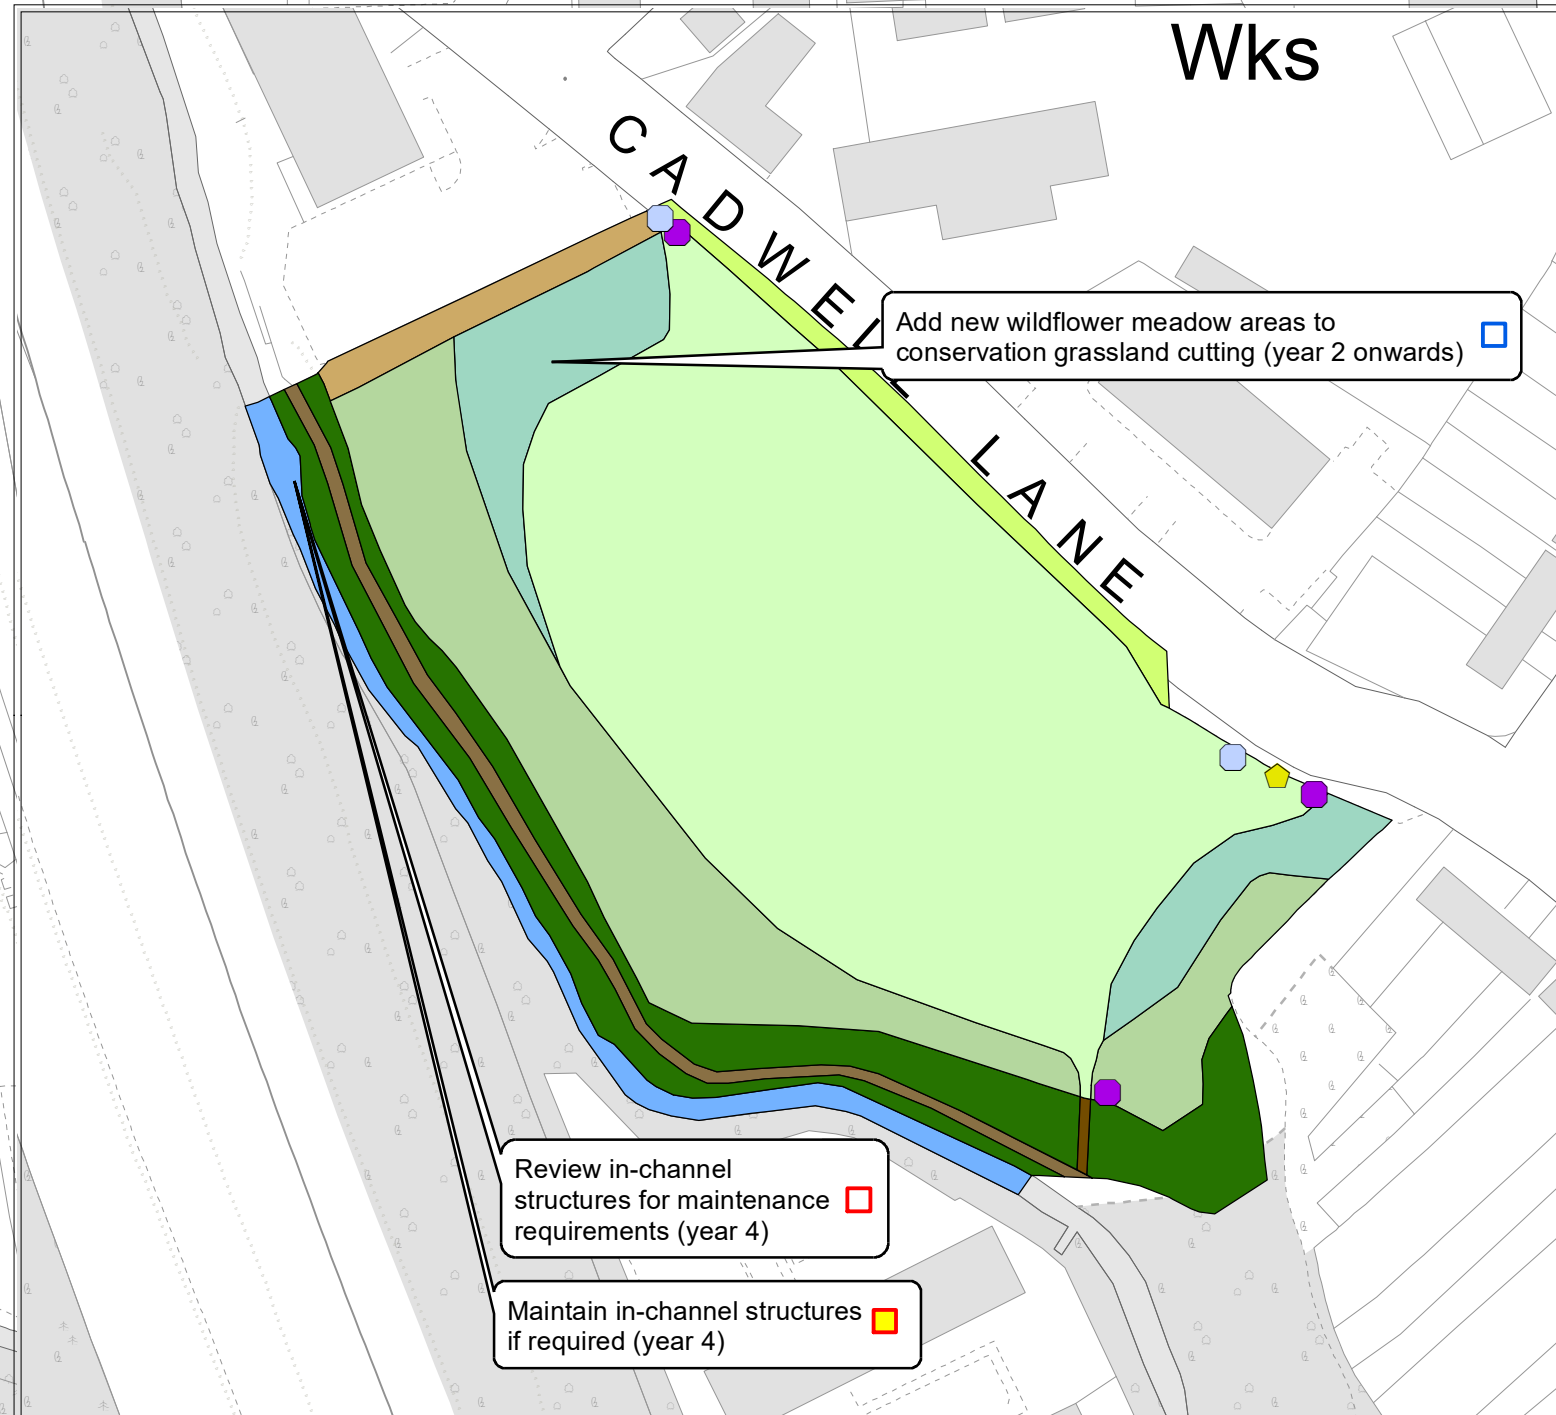 Wks
CADWELL LANE
Add new wildflower meadow areas to
conservation grassland cutting (year 2 onwards)
Review in-channel
structures for maintenance
requirements (year 4)
Maintain in-channel structures
if required (year 4)